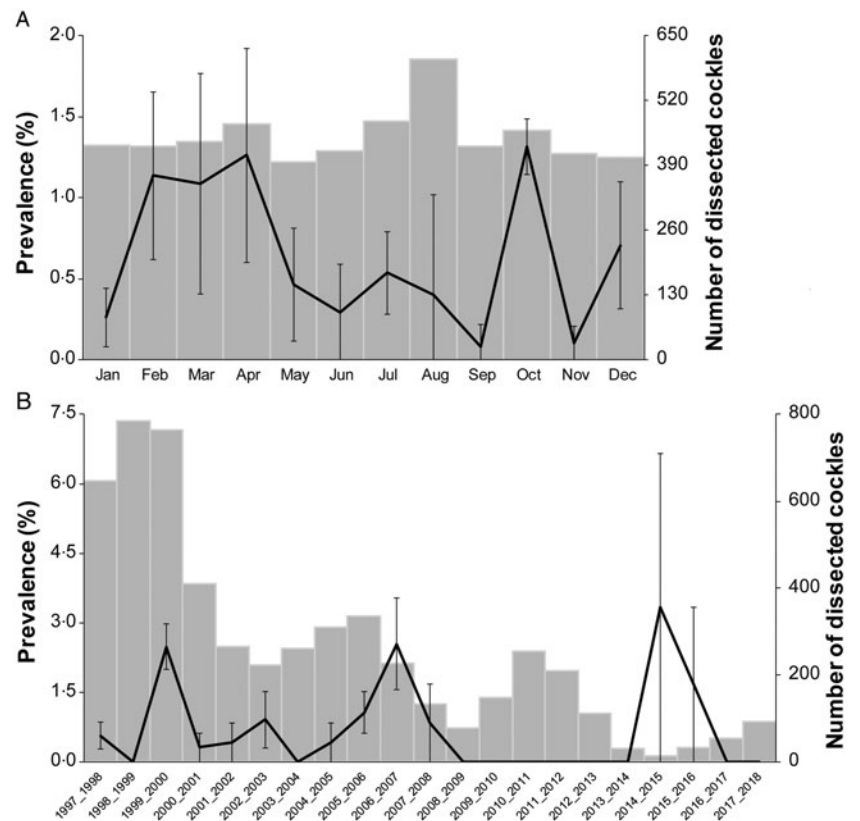 A
Prevalence (%)
2·0
1·5
1·0
0·5
0·0
650
520
390
260
130
0
Number of dissected cockles
Jan Feb Mar Apr May Jun Jul Aug Sep Oct Nov Dec
B
Prevalence (%)
7·5
6·0
4·5
3·0
1·5
0·0
800
600
400
200
0
Number of dissected cockles
1997_1998 1998_1999 1999_2000 2000_2001 2001_2002 2002_2003 2003_2004 2004_2005 2005_2006 2006_2007 2007_2008 2008_2009 2009_2010 2010_2011 2011_2012 2012_2013 2013_2014 2014_2015 2015_2016 2016_2017 2017_2018